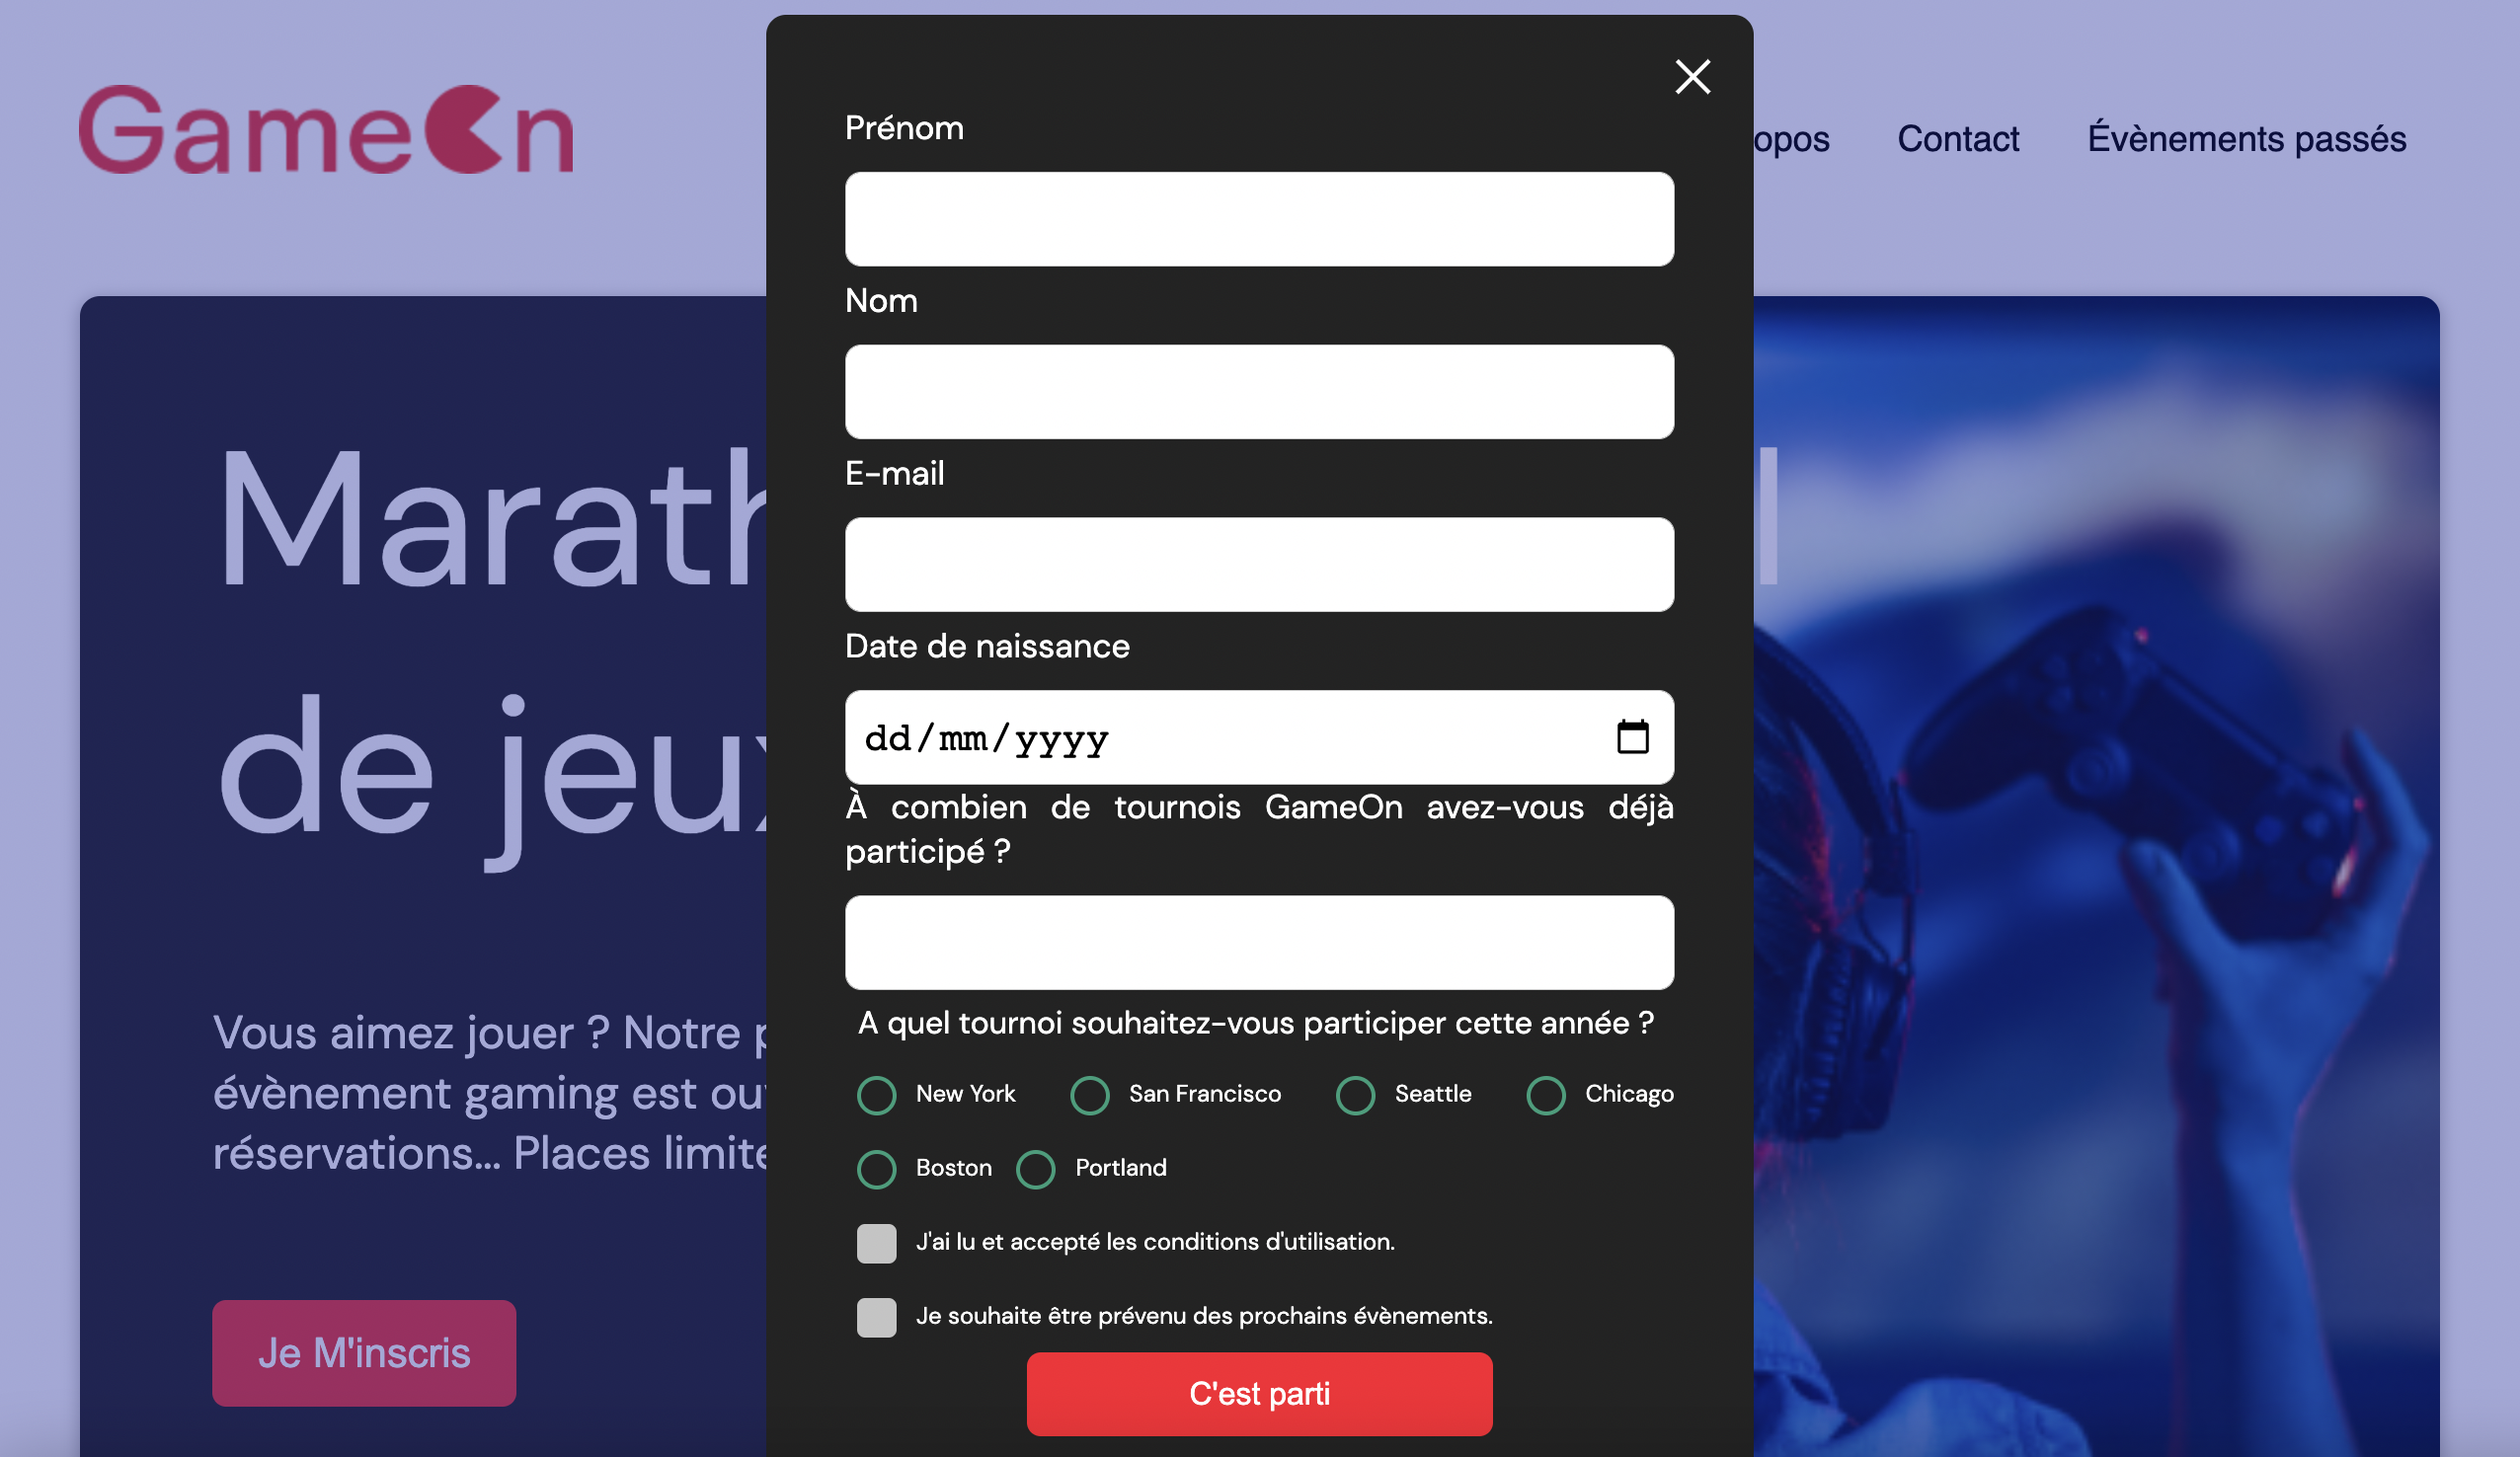 GameOn
opos
Contact
Évènements passés
Prénom
Nom
E-mail
Date de naissance
dd/mm/yyyy
À combien de tournois GameOn avez-vous déjà
participé ?
A quel tournoi souhaitez-vous participer cette année ?
New York
San Francisco
Seattle
Chicago
Boston
Portland
J'ai lu et accepté les conditions d'utilisation.
Je souhaite être prévenu des prochains évènements.
C'est parti
Marath
de jeux
Vous aimez jouer ? Notre p
évènement gaming est ouv
réservations... Places limite
Je M'inscris